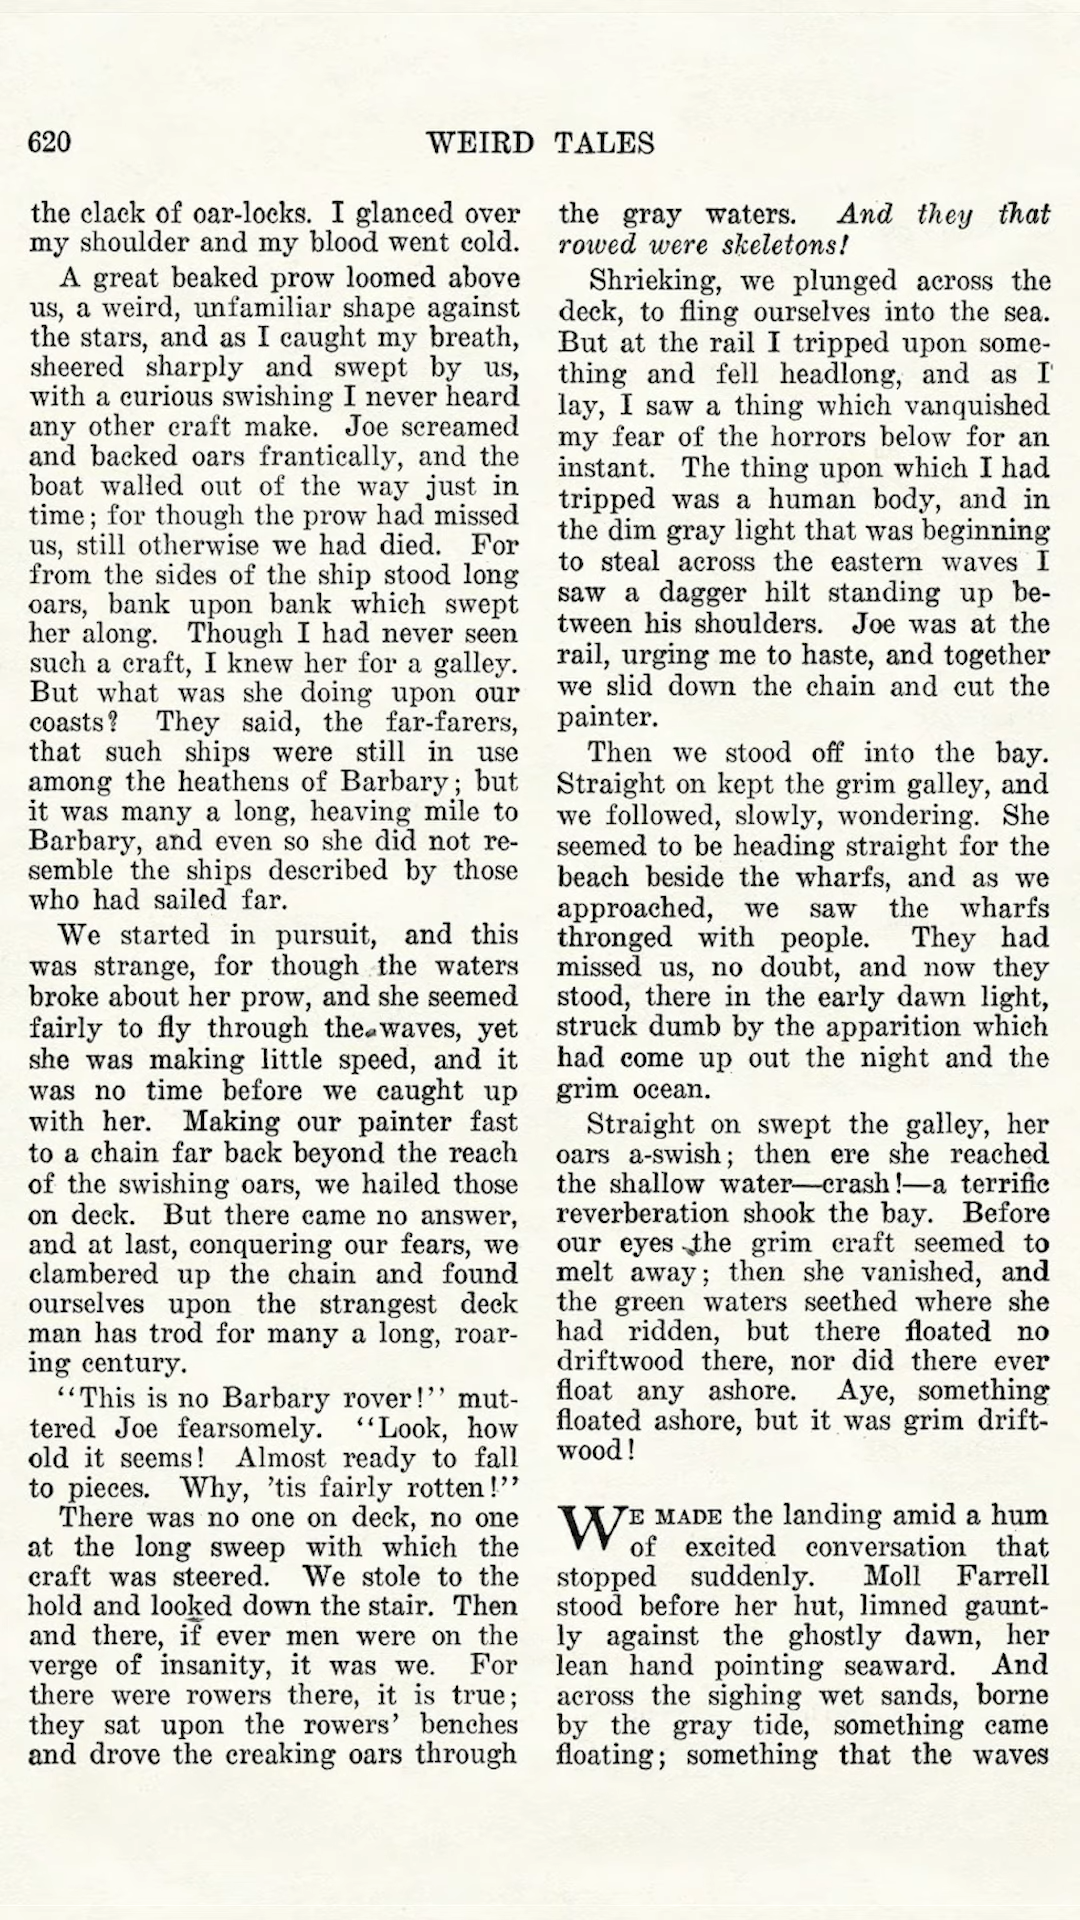 620
WEIRD TALES
the clack of oar-locks. I glanced over
my shoulder and my blood went cold.
A great beaked prow loomed above
us, a weird, unfamiliar shape against
the stars, and as I caught my breath,
sheered sharply and swept by us,
with a curious swishing I never heard
any other craft make. Joe screamed
and backed oars frantically, and the
boat walled out of the way just in
time; for though the prow had missed
us, still otherwise we had died. For
from the sides of the ship stood long
oars, bank upon bank which swept
her along. Though I had never seen
such a craft, I knew her for a galley.
But what was she doing upon our
coasts? They said, the far-farers,
that such ships were still in use
among the heathens of Barbary; but
it was many a long, heaving mile to
Barbary, and even so she did not re-
semble the ships described by those
who had sailed far.
We started in pursuit, and this
was strange, for though the waters
broke about her prow, and she seemed
fairly to fly through the waves, yet
she was making little speed, and it
was no time before we caught up
with her. Making our painter fast
to a chain far back beyond the reach
of the swishing oars, we hailed those
on deck. But there came no answer,
and at last, conquering our fears, we
clambered up the chain and found
ourselves upon the strangest deck
man has trod for many a long, roar-
ing century.
"This is no Barbary rover!" mut-
tered Joe fearsomely. "Look, how
old it seems! Almost ready to fall
to pieces. Why, 'tis fairly rotten!"
There was no one on deck, no one
at the long sweep with which the
craft was steered. We stole to the
hold and looked down the stair. Then
and there, if ever men were on the
verge of insanity, it was we. For
there were rowers there, it is true;
they sat upon the rowers' benches
and drove the creaking oars through
the gray waters. And they that
rowed were skeletons!
Shrieking, we plunged across the
deck, to fling ourselves into the sea.
But at the rail I tripped upon some-
thing and fell headlong, and as I
lay, I saw a thing which vanquished
my fear of the horrors below for an
instant. The thing upon which I had
tripped was a human body, and in
the dim gray light that was beginning
to steal across the eastern waves I
saw a dagger hilt standing up be-
tween his shoulders. Joe was at the
rail, urging me to haste, and together
we slid down the chain and cut the
painter.
Then we stood off into the bay.
Straight on kept the grim galley, and
we followed, slowly, wondering. She
seemed to be heading straight for the
beach beside the wharfs, and as we
approached, we saw the wharfs
thronged with people. They had
missed us, no doubt, and now they
stood, there in the early dawn light,
struck dumb by the apparition which
had come up out the night and the
grim ocean.
Straight on swept the galley, her
oars a-swish; then ere she reached
the shallow water—crash!—a terrific
reverberation shook the bay. Before
our eyes the grim craft seemed to
melt away; then she vanished, and
the green waters seethed where she
had ridden, but there floated no
driftwood there, nor did there ever
float any ashore. Aye, something
floated ashore, but it was grim drift-
wood!
WE MADE the landing amid a hum
of excited conversation that
stopped suddenly. Moll Farrell
stood before her hut, limned gaunt-
ly against the ghostly dawn, her
lean hand pointing seaward. And
across the sighing wet sands, borne
by the gray tide, something came
floating; something that the waves